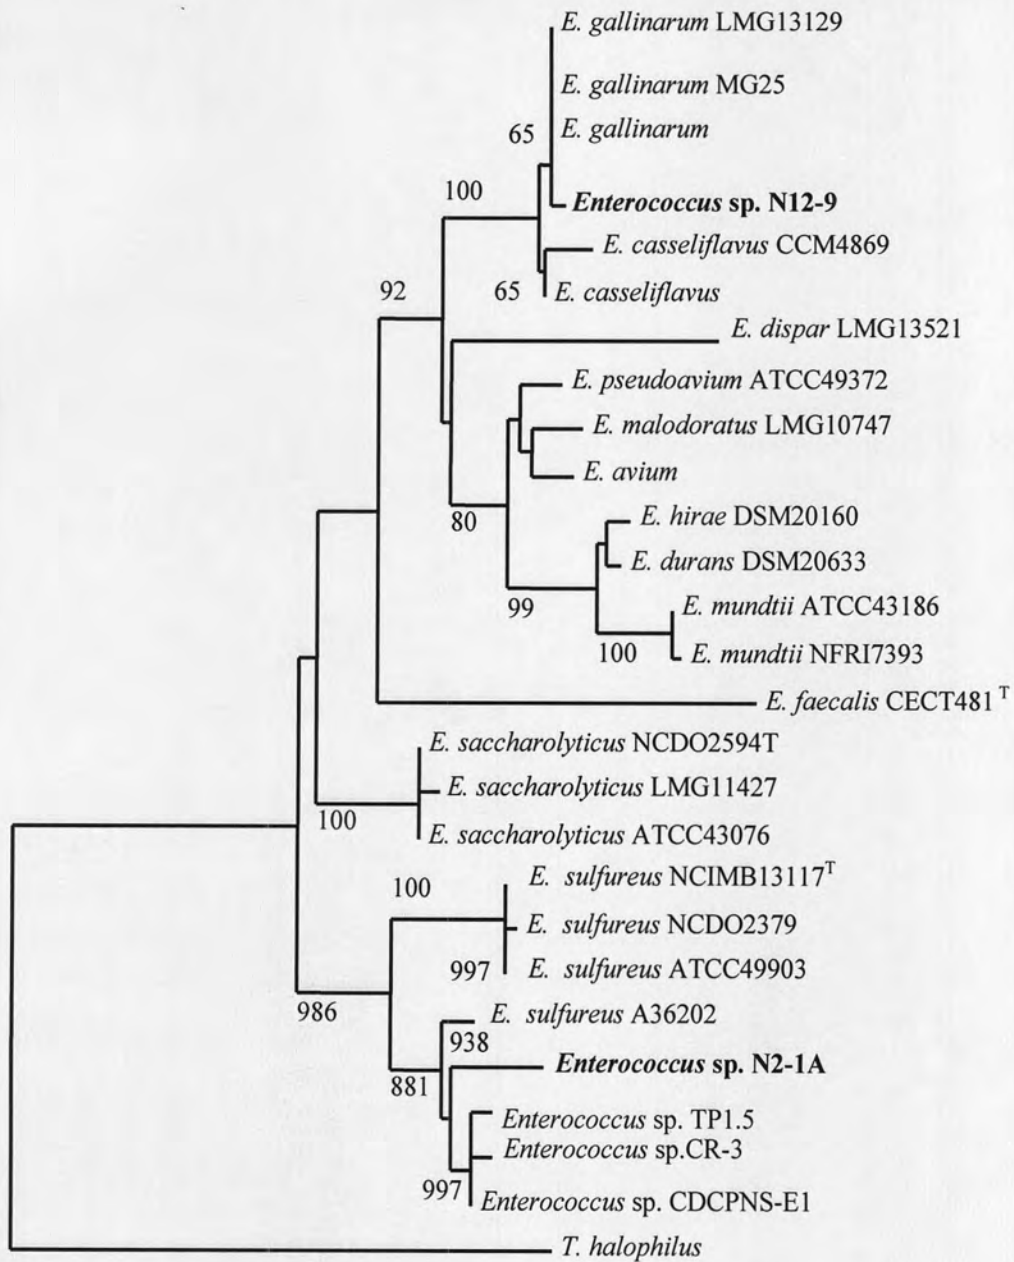 E. gallinarum LMG13129
E. gallinarum MG25
65 E. gallinarum
100
Enterococcus sp. N12-9
E. casseliflavus CCM4869
92
65 E. casseliflavus
E. dispar LMG13521
E. pseudoavium ATCC49372
E. malodoratus LMG10747
E. avium
80
E. hirae DSM20160
E. durans DSM20633
99
E. mundtii ATCC43186
100
E. mundtii NFRI7393
E. faecalis CECT481T
E. saccharolyticus NCDO2594T
E. saccharolyticus LMG11427
100
E. saccharolyticus ATCC43076
100
E. sulfureus NCIMB13117T
E. sulfureus NCDO2379
997 E. sulfureus ATCC49903
986
E. sulfureus A36202
938
Enterococcus sp. N2-1A
881
Enterococcus sp. TP1.5
Enterococcus sp.CR-3
997 Enterococcus sp. CDCPNS-E1
T. halophilus